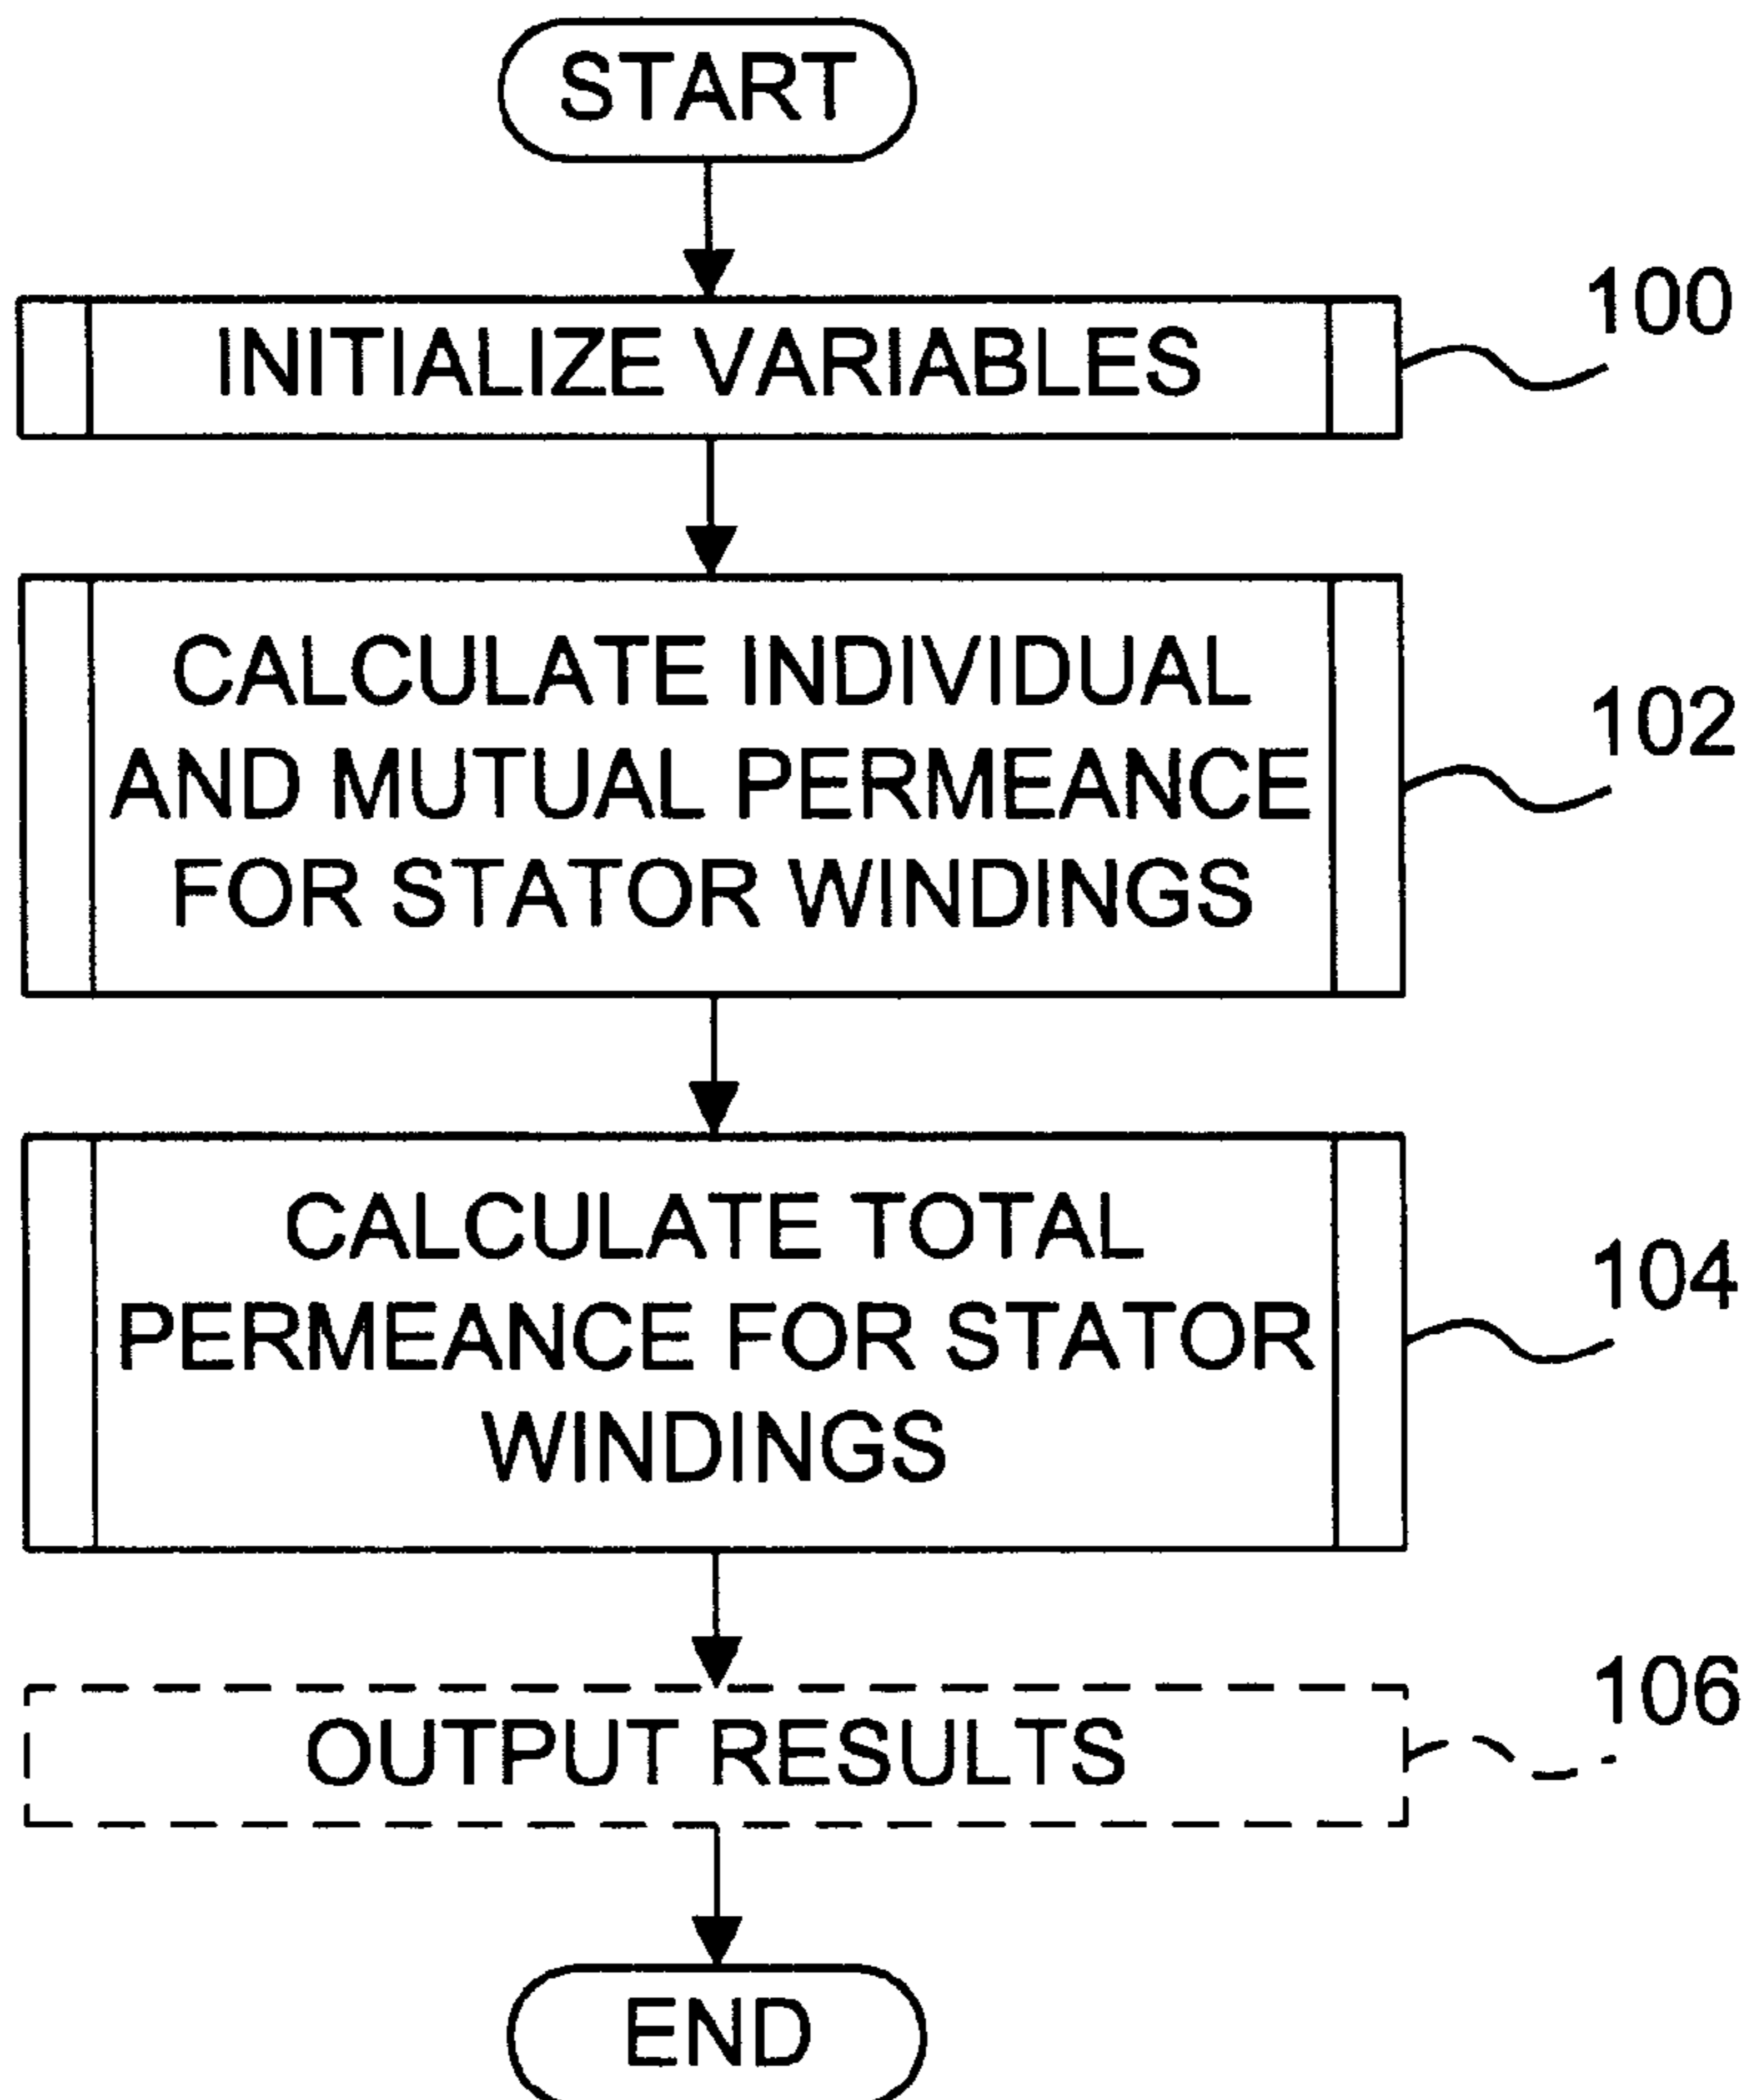 START
INITIALIZE VARIABLES
100
CALCULATE INDIVIDUAL
AND MUTUAL PERMEANCE
FOR STATOR WINDINGS
102
CALCULATE TOTAL
PERMEANCE FOR STATOR
WINDINGS
104
OUTPUT RESULTS
106
END